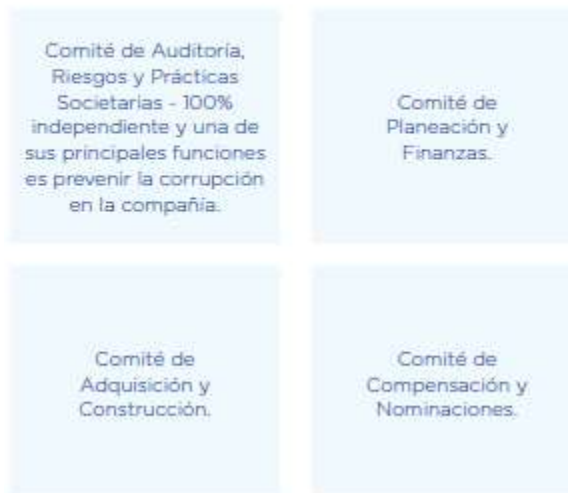 Comité de Auditoría,
Riesgos y Prácticas
Societarias - 100%
independiente y una de
sus principales funciones
es prevenir la corrupción
en la compañía.
Comité de
Planeación y
Finanzas.
Comité de
Adquisición y
Construcción.
Comité de
Compensación y
Nominaciones.